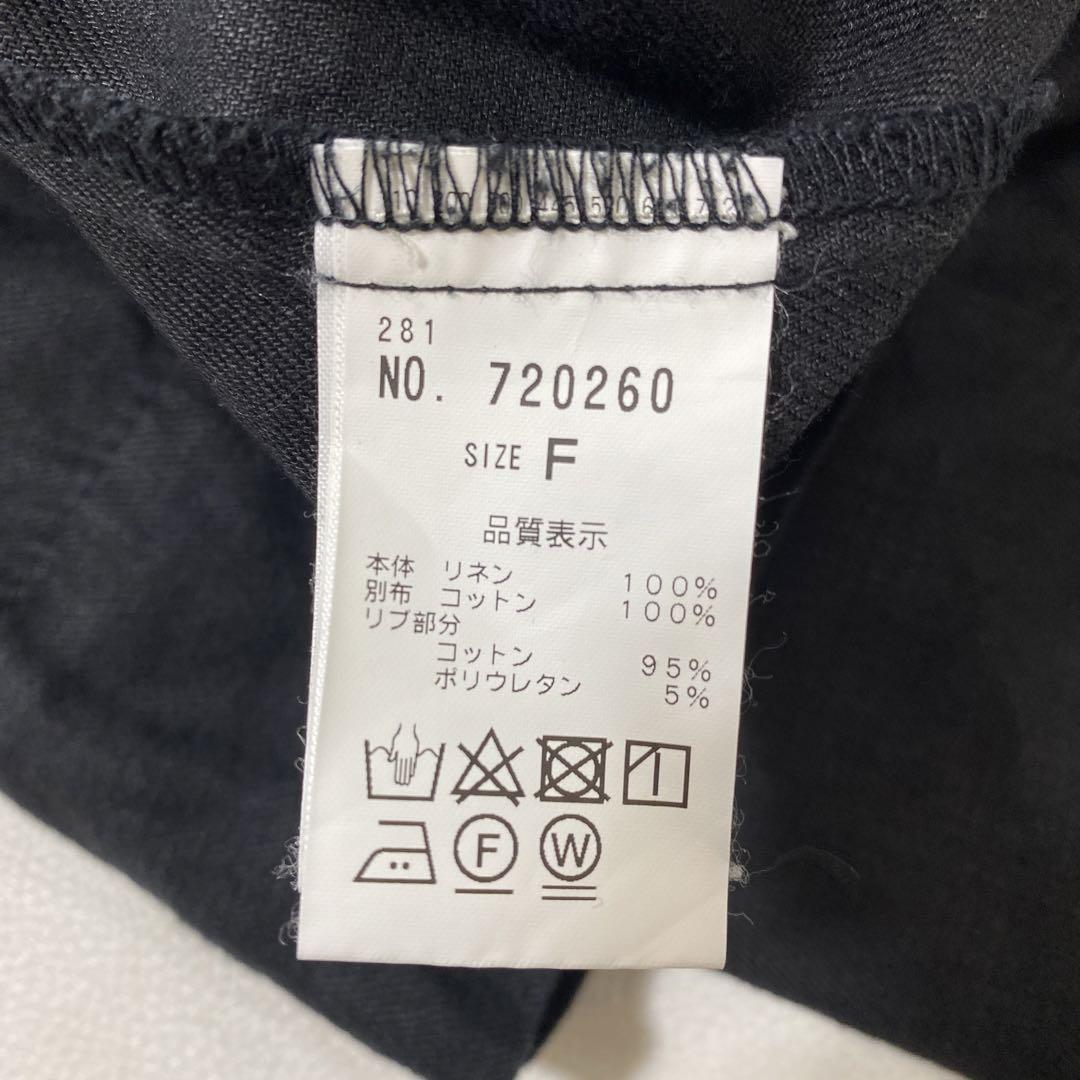 281
NO. 720260
SIZE F
品質表示
本体 リネン 100%
別布 コットン 100%
リブ部分
コットン 95%
ポリウレタン 5%
F W